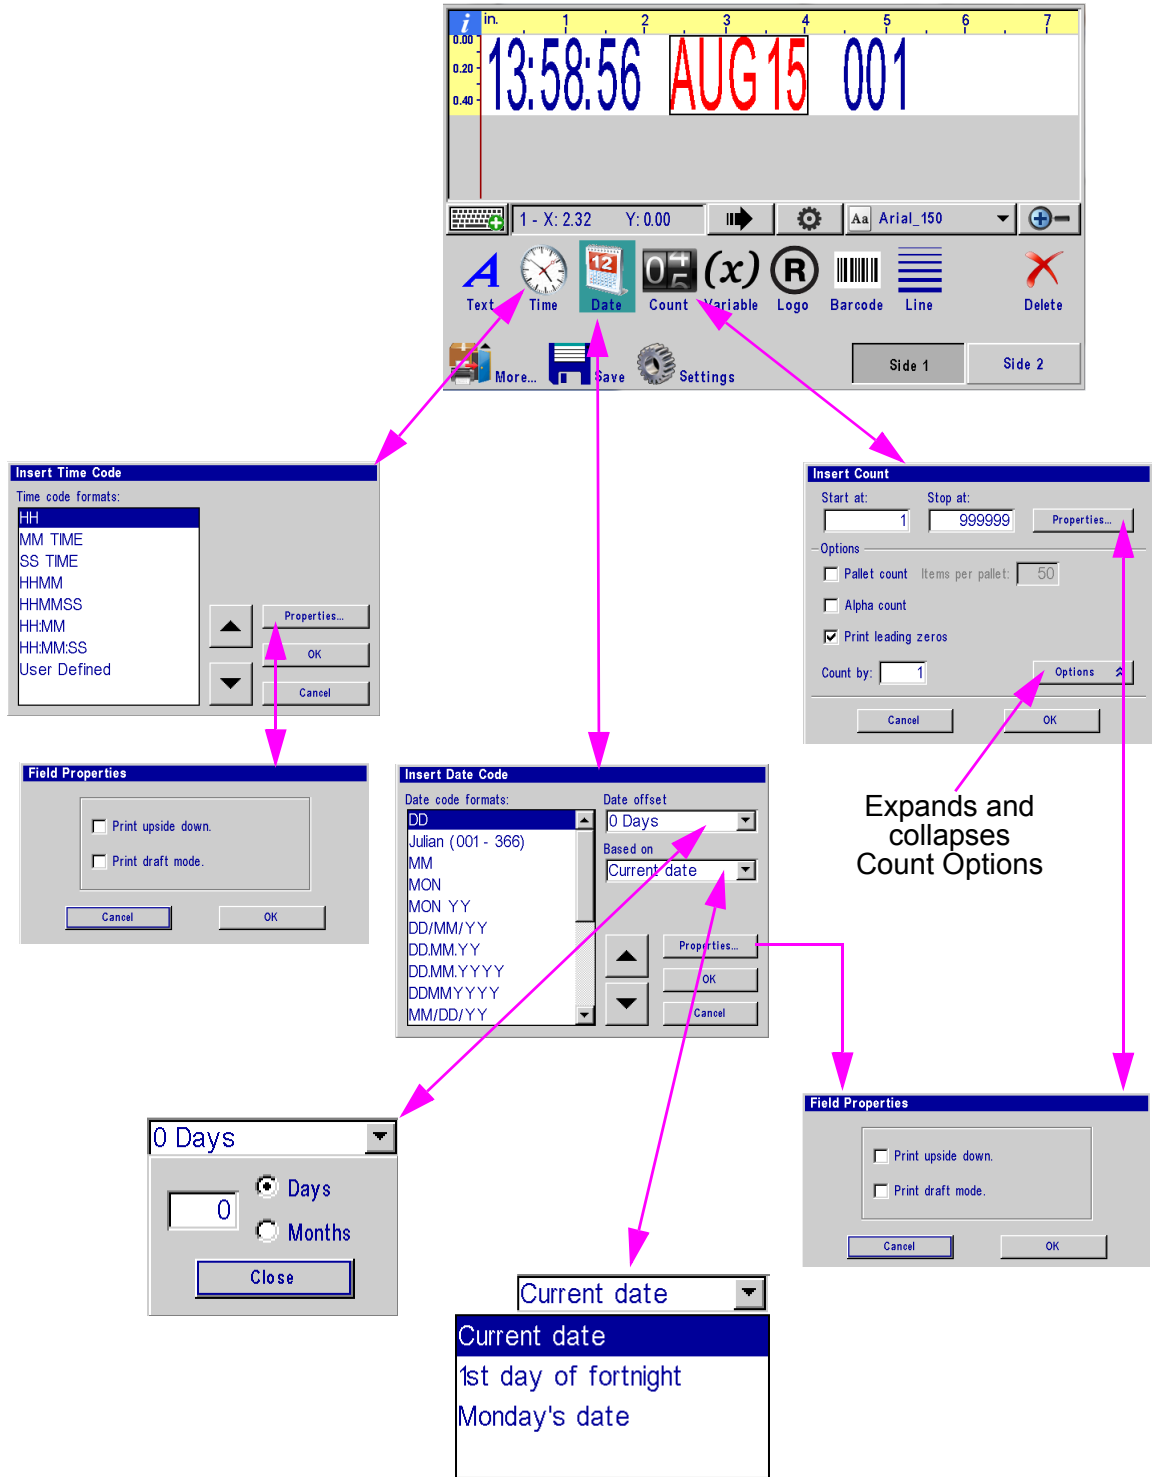 i in. 1 2 3 4 5 6 7
0.00
0.20
0.40
13:58:56 AUG 15 001
1 - X: 2.32 Y: 0.00 Aa Arial_150
12 0 45 (x) R
A
Text Time Date Count Variable Logo Barcode Line Delete
More... Save Settings Side 1 Side 2
Insert Time Code
Time code formats:
HH
MM TIME
SS TIME
HHMM
HHMMSS
HH:MM
HH:MM:SS
User Defined
Properties...
OK
Cancel
Insert Count
Start at: Stop at:
1 999999 Properties...
Options
Pallet count Items per pallet: 50
Alpha count
Print leading zeros
Count by: 1 Options
Cancel OK
Field Properties
Print upside down.
Print draft mode.
Cancel OK
Insert Date Code
Date code formats:
DD
Julian (001 - 366)
MM
MON
MON YY
DD/MM/YY
DD.MM.YY
DD.MM.YYYY
DDMMYYYY
MM/DD/YY
Date offset
0 Days
Based on
Current date
Properties...
OK
Cancel
Expands and
collapses
Count Options
0 Days
0
Days
Months
Close
Field Properties
Print upside down.
Print draft mode.
Cancel OK
Current date
Current date
1st day of fortnight
Monday's date